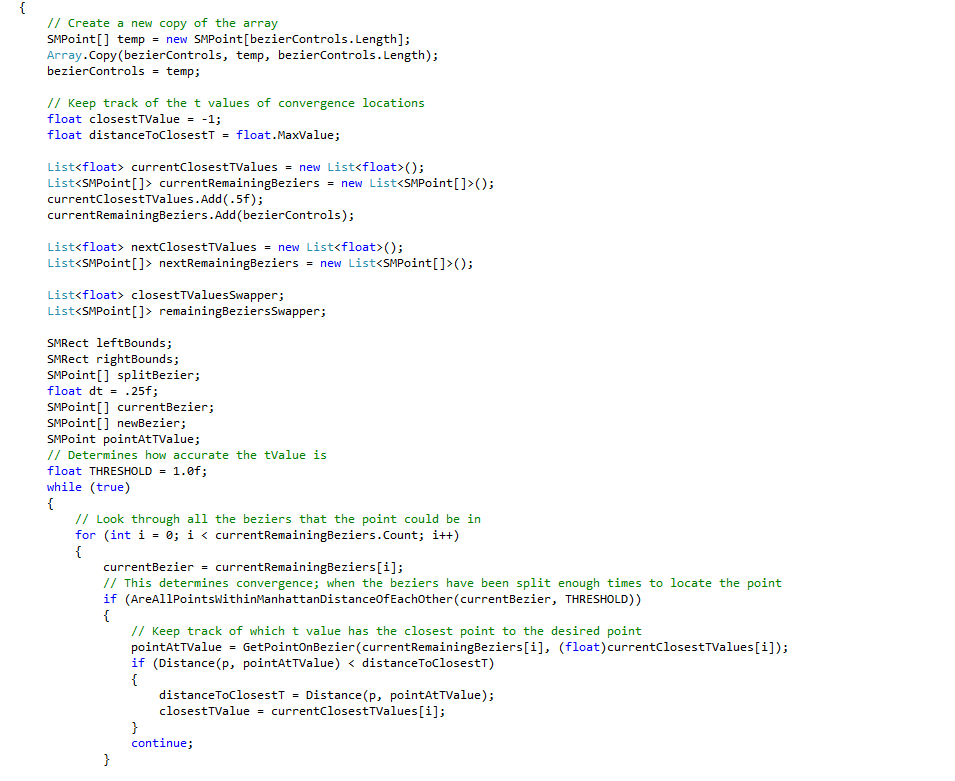 {
// Create a new copy of the array
SMPoint[] temp = new SMPoint[bezierControls.Length];
Array.Copy(bezierControls, temp, bezierControls.Length);
bezierControls = temp;
// Keep track of the t values of convergence locations
float closestTValue = -1;
float distanceToClosestT = float.MaxValue;
List<float> currentClosestTValues = new List<float>();
List<SMPoint[]> currentRemainingBeziers = new List<SMPoint[]>();
currentClosestTValues.Add(.5f);
currentRemainingBeziers.Add(bezierControls);
List<float> nextClosestTValues = new List<float>();
List<SMPoint[]> nextRemainingBeziers = new List<SMPoint[]>();
List<float> closestTValuesSwapper;
List<SMPoint[]> remainingBeziersSwapper;
SMRect leftBounds;
SMRect rightBounds;
SMPoint[] splitBezier;
float dt = .25f;
SMPoint[] currentBezier;
SMPoint[] newBezier;
SMPoint pointAtTValue;
// Determines how accurate the tValue is
float THRESHOLD = 1.0f;
while (true)
{
// Look through all the beziers that the point could be in
for (int i = 0; i < currentRemainingBeziers.Count; i++)
{
currentBezier = currentRemainingBeziers[i];
// This determines convergence; when the beziers have been split enough times to locate the point
if (AreAllPointsWithinManhattanDistanceOfEachOther(currentBezier, THRESHOLD))
{
// Keep track of which t value has the closest point to the desired point
pointAtTValue = GetPointOnBezier(currentRemainingBeziers[i], (float)currentClosestTValues[i]);
if (Distance(p, pointAtTValue) < distanceToClosestT)
{
distanceToClosestT = Distance(p, pointAtTValue);
closestTValue = currentClosestTValues[i];
}
continue;
}